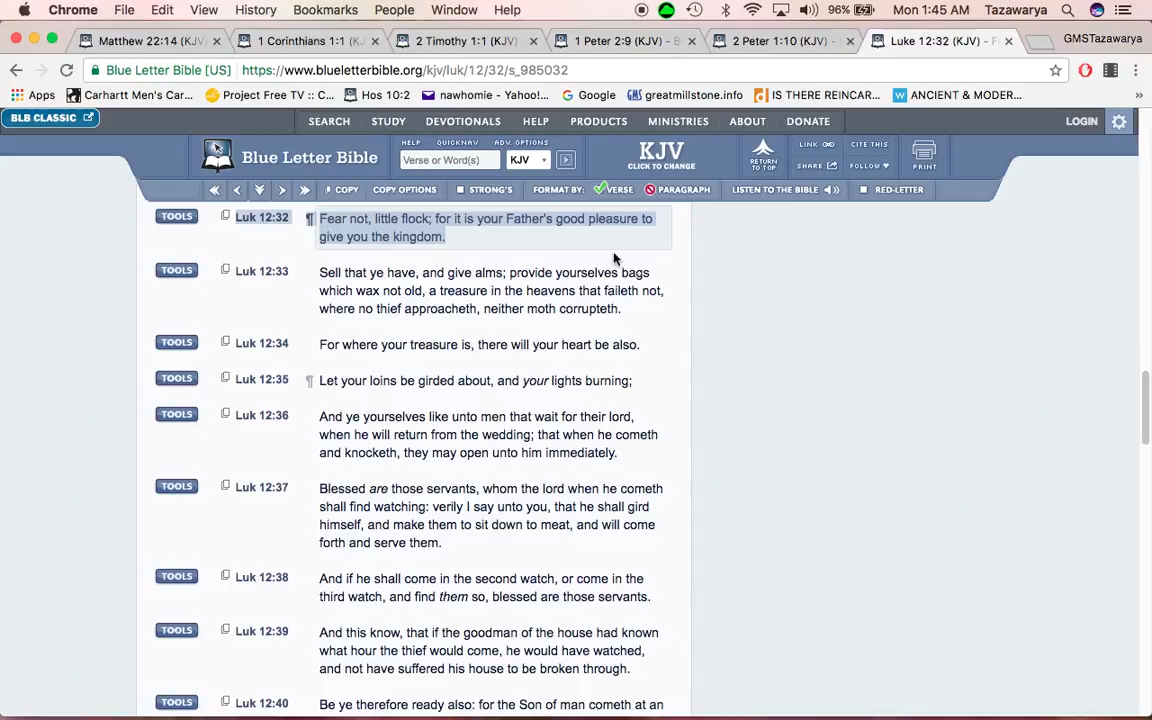 Chrome File Edit View History Bookmarks People Window Help 96% Mon 1:45 AM Tazawarya
Matthew 22:14 (KJV) 1 Corinthians 1:1 ( 2 Timothy 1:1 (KJV) 1 Peter 2:9 (KJV) - B 2 Peter 1:10 (KJV) - Luke 12:32 (KJV) - F GMSTazawarya
Blue Letter Bible [US] https://www.blueletterbible.org/kjv/luk/12/32/s_985032
Apps Carhartt Men's Car... Project Free TV :: C... Hos 10:2 nawhomie - Yahoo!... Google GMS greatmillstone.info IS THERE REINCAR... ANCIENT & MODER... »
BLB CLASSIC SEARCH STUDY DEVOTIONALS HELP PRODUCTS MINISTRIES ABOUT DONATE LOGIN
Blue Letter Bible HELP QUICKNAV ADV. OPTIONS Verse or Word(s) KJV KJV CLICK TO CHANGE RETURN TO TOP LINK CITE THIS SHARE FOLLOW PRINT
COPY COPY OPTIONS STRONG'S FORMAT BY: VERSE PARAGRAPH LISTEN TO THE BIBLE RED-LETTER
TOOLS Luk 12:32 ¶ Fear not, little flock; for it is your Father's good pleasure to
give you the kingdom.
TOOLS Luk 12:33 Sell that ye have, and give alms; provide yourselves bags
which wax not old, a treasure in the heavens that faileth not,
where no thief approacheth, neither moth corrupteth.
TOOLS Luk 12:34 For where your treasure is, there will your heart be also.
TOOLS Luk 12:35 ¶ Let your loins be girded about, and your lights burning;
TOOLS Luk 12:36 And ye yourselves like unto men that wait for their lord,
when he will return from the wedding; that when he cometh
and knocketh, they may open unto him immediately.
TOOLS Luk 12:37 Blessed are those servants, whom the lord when he cometh
shall find watching: verily I say unto you, that he shall gird
himself, and make them to sit down to meat, and will come
forth and serve them.
TOOLS Luk 12:38 And if he shall come in the second watch, or come in the
third watch, and find them so, blessed are those servants.
TOOLS Luk 12:39 And this know, that if the goodman of the house had known
what hour the thief would come, he would have watched,
and not have suffered his house to be broken through.
TOOLS Luk 12:40 Be ye therefore ready also: for the Son of man cometh at an